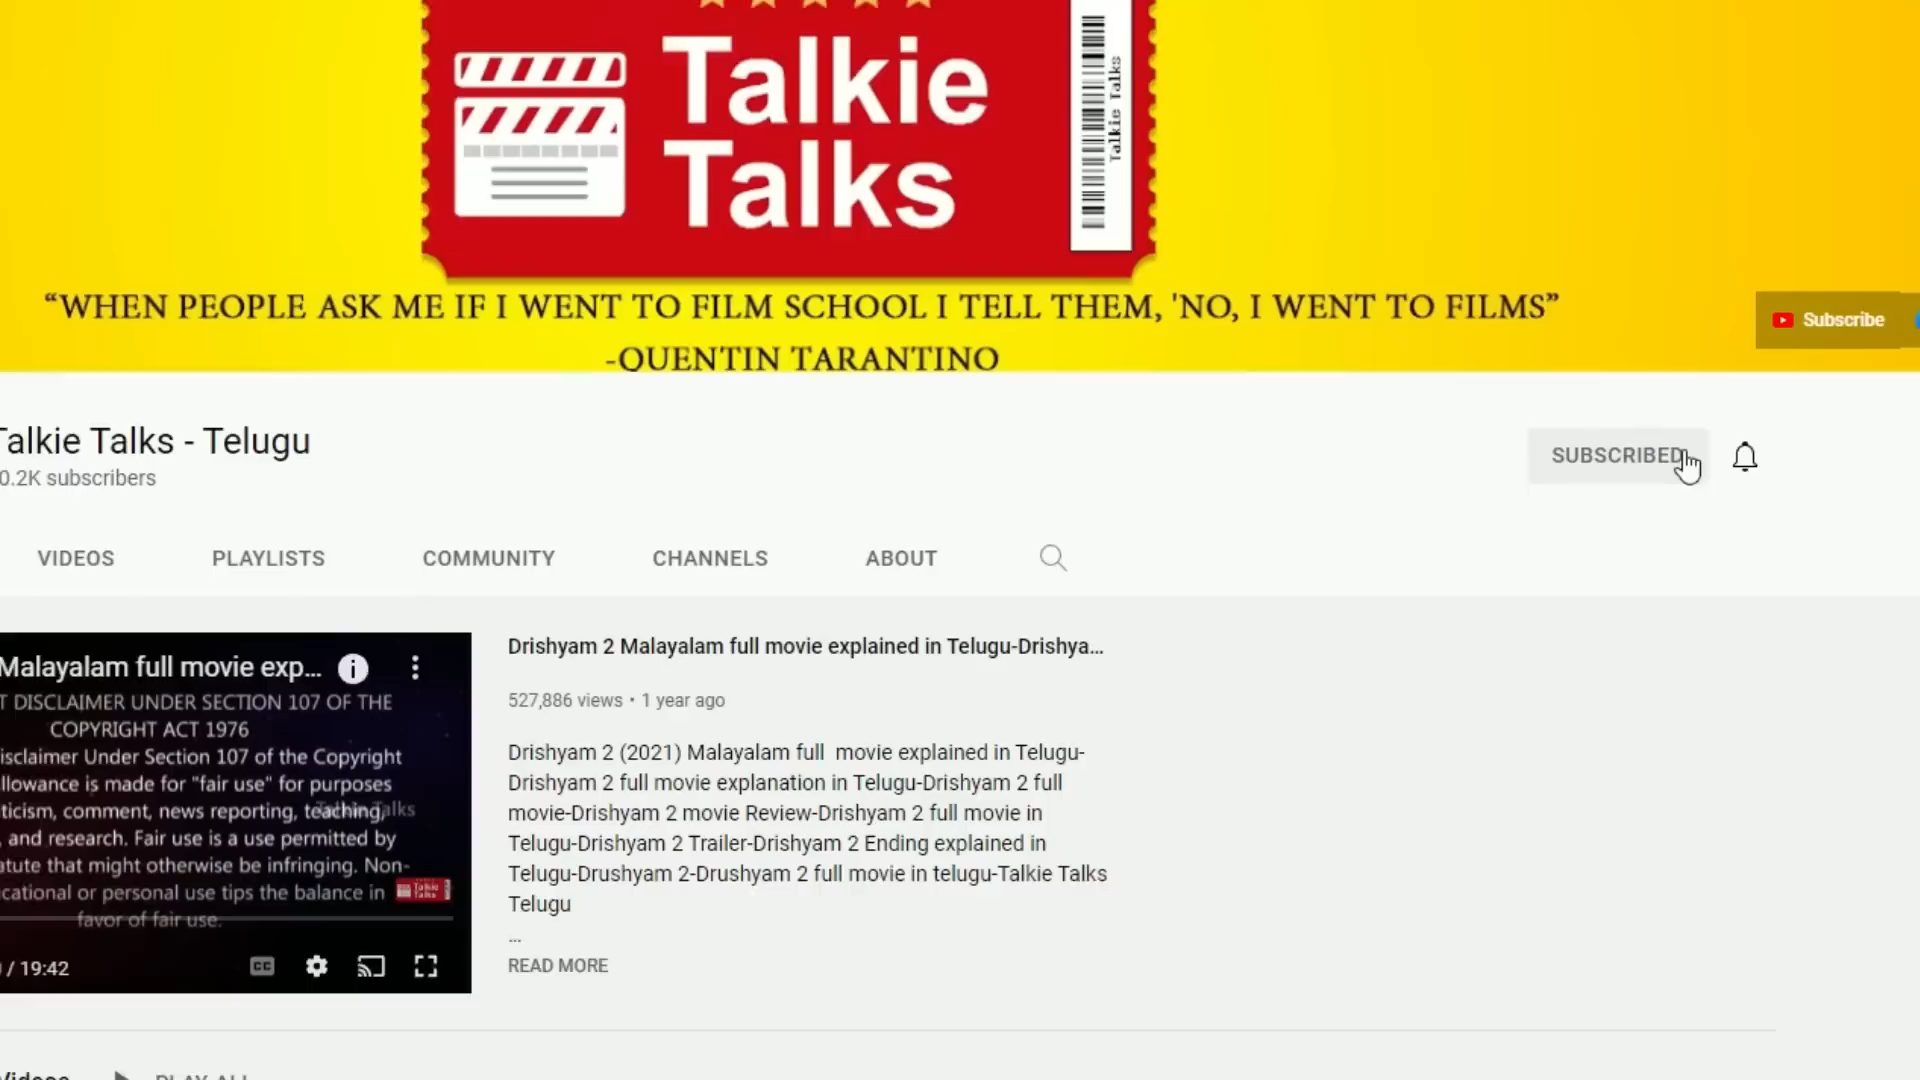 Talkie
Talks
Talkie Talks
“WHEN PEOPLE ASK ME IF I WENT TO FILM SCHOOL I TELL THEM, 'NO, I WENT TO FILMS”
-QUENTIN TARANTINO
Subscribe
Talkie Talks - Telugu
0.2K subscribers
SUBSCRIBED
VIDEOS PLAYLISTS COMMUNITY CHANNELS ABOUT
Malayalam full movie exp...
T DISCLAIMER UNDER SECTION 107 OF THE
COPYRIGHT ACT 1976
isclaimer Under Section 107 of the Copyright
llowance is made for "fair use" for purposes
ticism, comment, news reporting, teaching,
, and research. Fair use is a use permitted by
atute that might otherwise be infringing. Non-
cational or personal use tips the balance in
favor of fair use.
Talkie Talks
/ 19:42
CC
Drishyam 2 Malayalam full movie explained in Telugu-Drishya...
527,886 views • 1 year ago
Drishyam 2 (2021) Malayalam full movie explained in Telugu-
Drishyam 2 full movie explanation in Telugu-Drishyam 2 full
movie-Drishyam 2 movie Review-Drishyam 2 full movie in
Telugu-Drishyam 2 Trailer-Drishyam 2 Ending explained in
Telugu-Drushyam 2-Drushyam 2 full movie in telugu-Talkie Talks
Telugu
...
READ MORE
Videos PLAY ALL